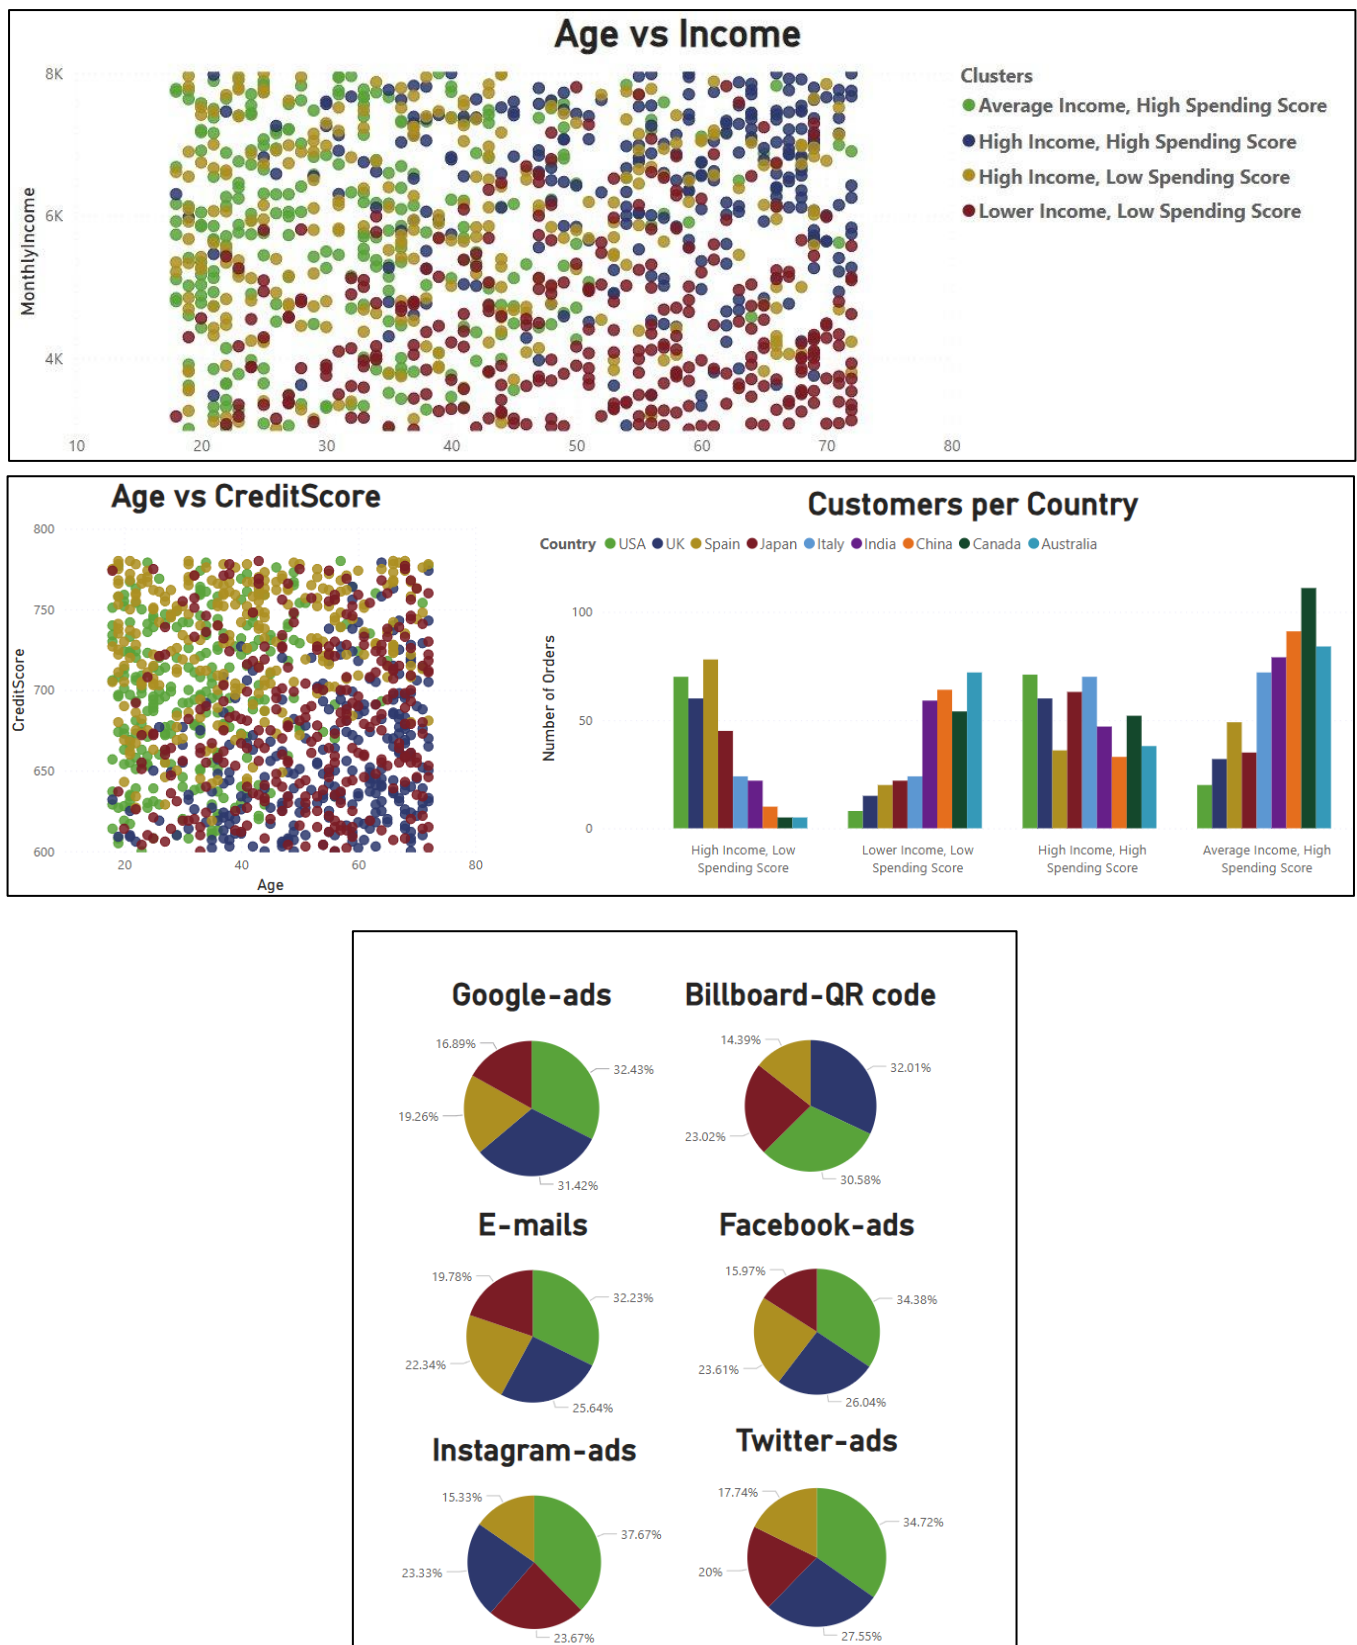 Age vs Income
Clusters
Average Income, High Spending Score
High Income, High Spending Score
High Income, Low Spending Score
Lower Income, Low Spending Score
MonthlyIncome
8K
6K
4K
10 20 30 40 50 60 70 80
Age vs CreditScore
CreditScore
800
750
700
650
600
20 40 60 80
Age
Customers per Country
Country USA UK Spain Japan Italy India China Canada Australia
Number of Orders
100
50
0
High Income, Low
Spending Score
Lower Income, Low
Spending Score
High Income, High
Spending Score
Average Income, High
Spending Score
Google-ads
16.89%
32.43%
19.26%
31.42%
Billboard-QR code
14.39%
32.01%
23.02%
30.58%
E-mails
19.78%
32.23%
22.34%
25.64%
Facebook-ads
15.97%
34.38%
23.61%
26.04%
Instagram-ads
15.33%
37.67%
23.33%
23.67%
Twitter-ads
17.74%
34.72%
20%
27.55%